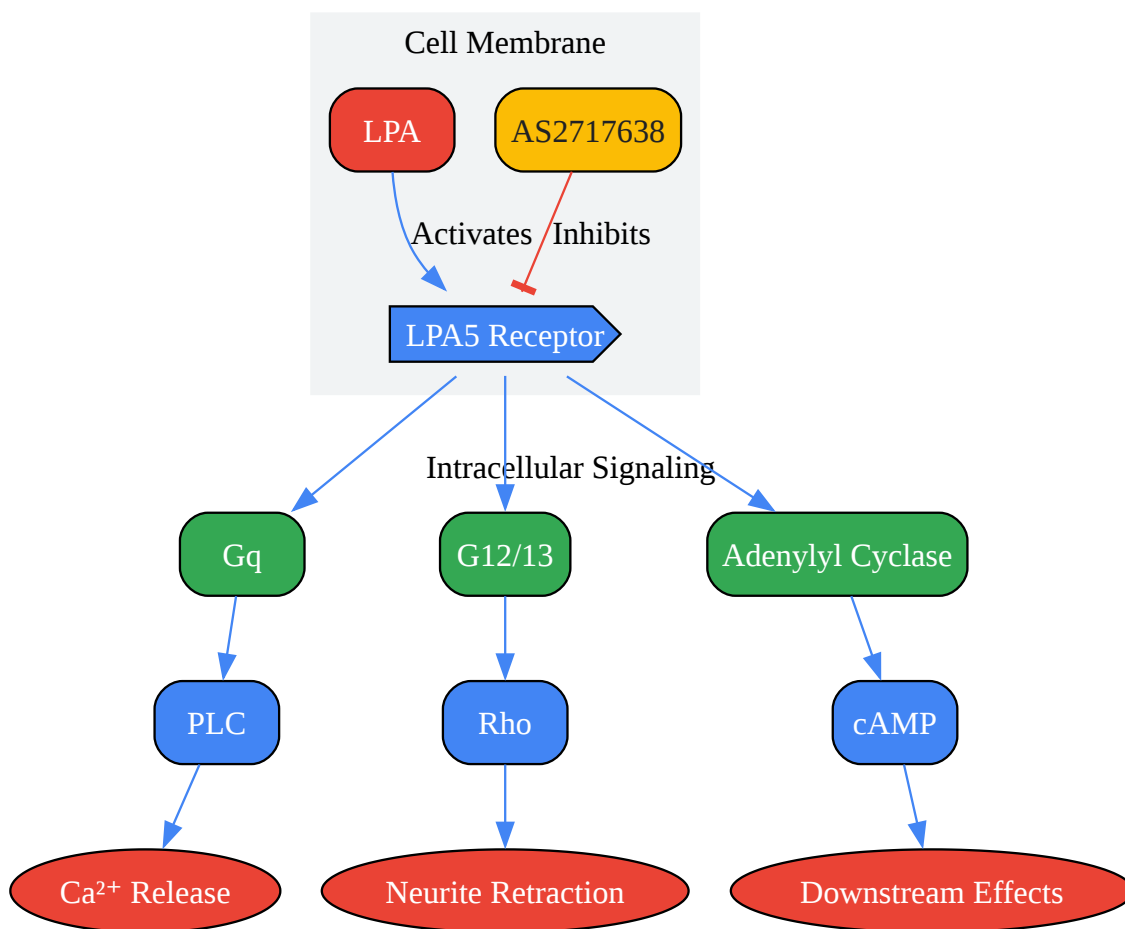 Cell Membrane
LPA
AS2717638
Activates
Inhibits
LPA5 Receptor
Intracellular Signaling
Gq
G12/13
Adenylyl Cyclase
PLC
Rho
cAMP
Ca²⁺ Release
Neurite Retraction
Downstream Effects